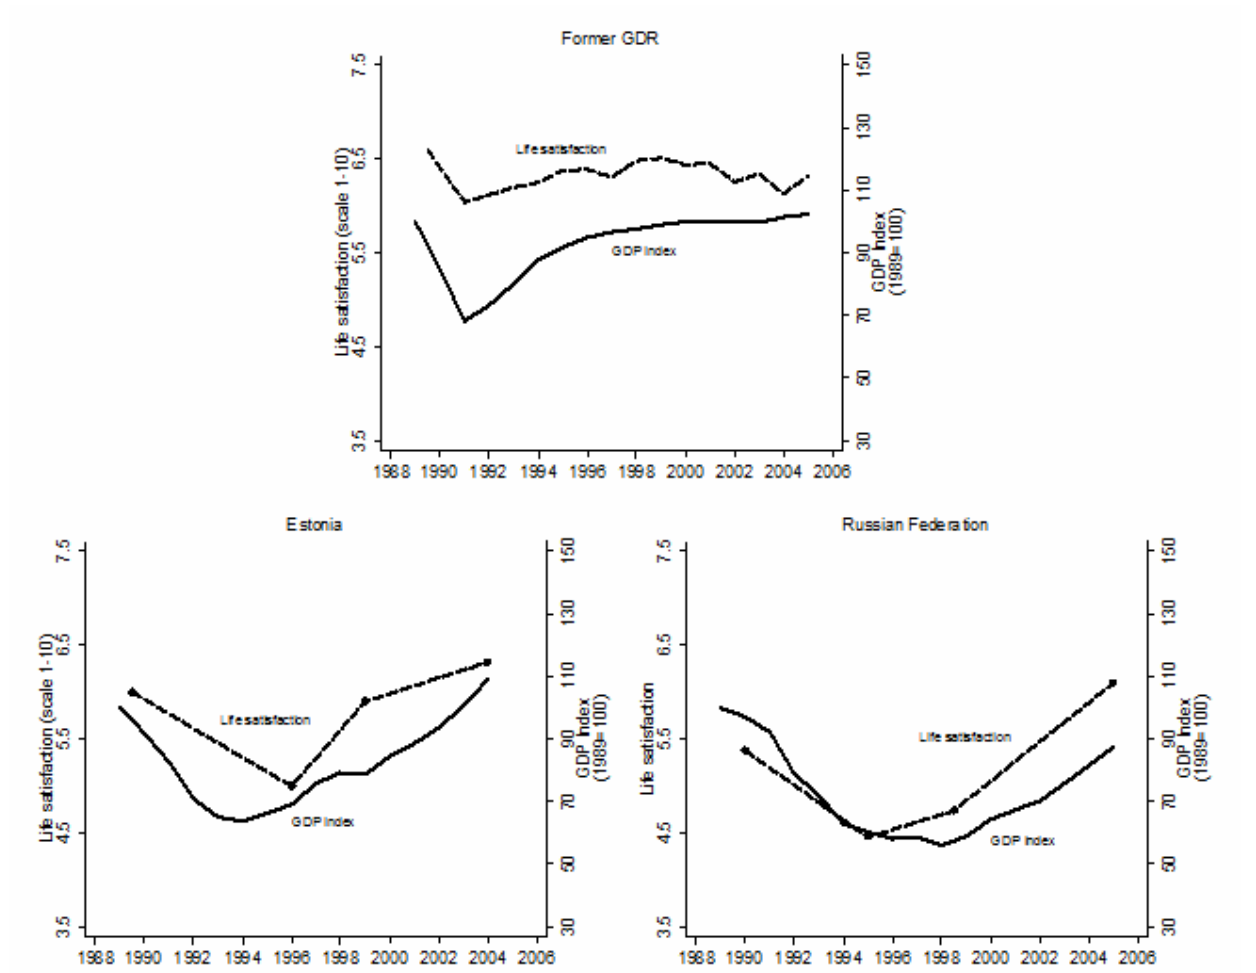 Former GDR
7.5
6.5
5.5
4.5
3.5
Life satisfaction (scale 1-10)
Life satisfaction
GDP Index
150
130
110
90
70
50
30
GDP Index
(1989=100)
1988 1990 1992 1994 1996 1998 2000 2002 2004 2006
Estonia
7.5
6.5
5.5
4.5
3.5
Life satisfaction (scale 1-10)
Life satisfaction
GDP Index
150
130
110
90
70
50
30
GDP Index
(1989=100)
1988 1990 1992 1994 1996 1998 2000 2002 2004 2006
Russian Federation
7.5
6.5
5.5
4.5
3.5
Life satisfaction
Life satisfaction
GDP Index
150
130
110
90
70
50
30
GDP Index
(1989=100)
1988 1990 1992 1994 1996 1998 2000 2002 2004 2006